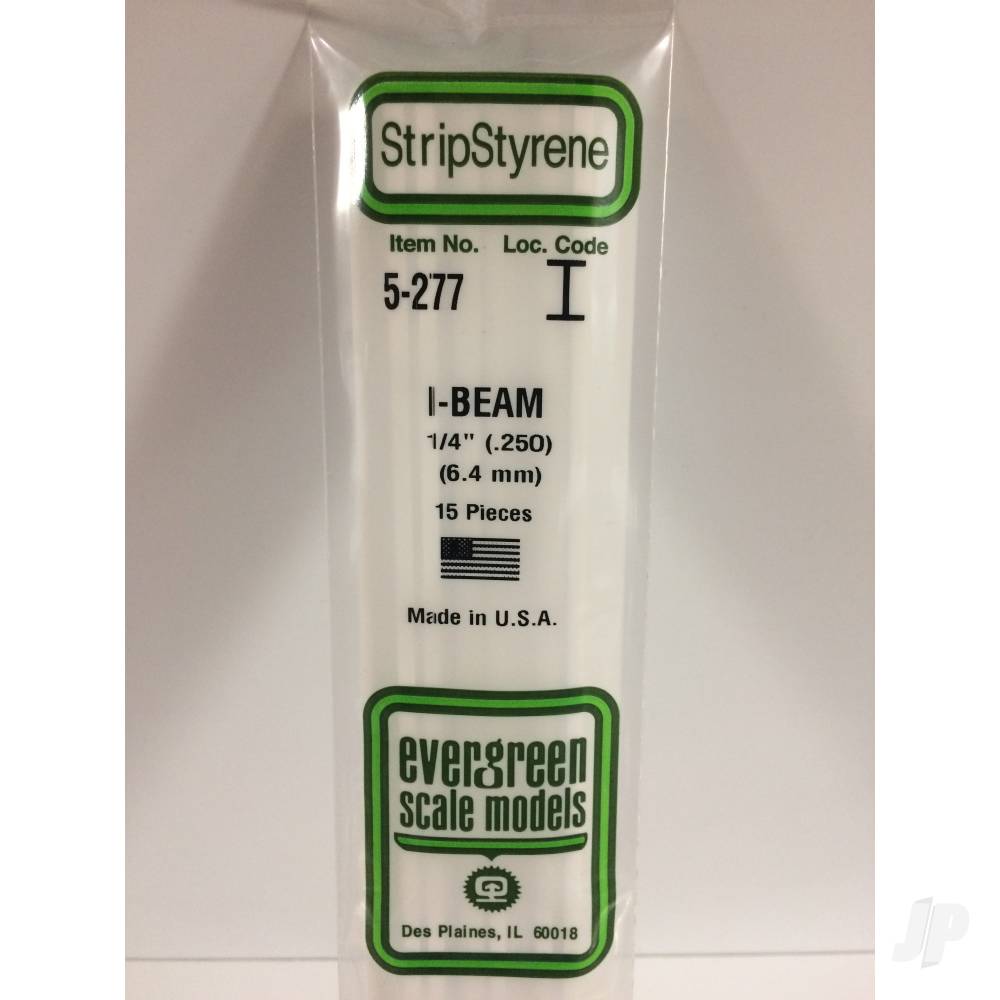 StripStyrene
Item No. Loc. Code
5-277 I
I-BEAM
1/4" (.250)
(6.4 mm)
15 Pieces
Made in U.S.A.
evergreen
scale models
Des Plaines, IL 60018
JP